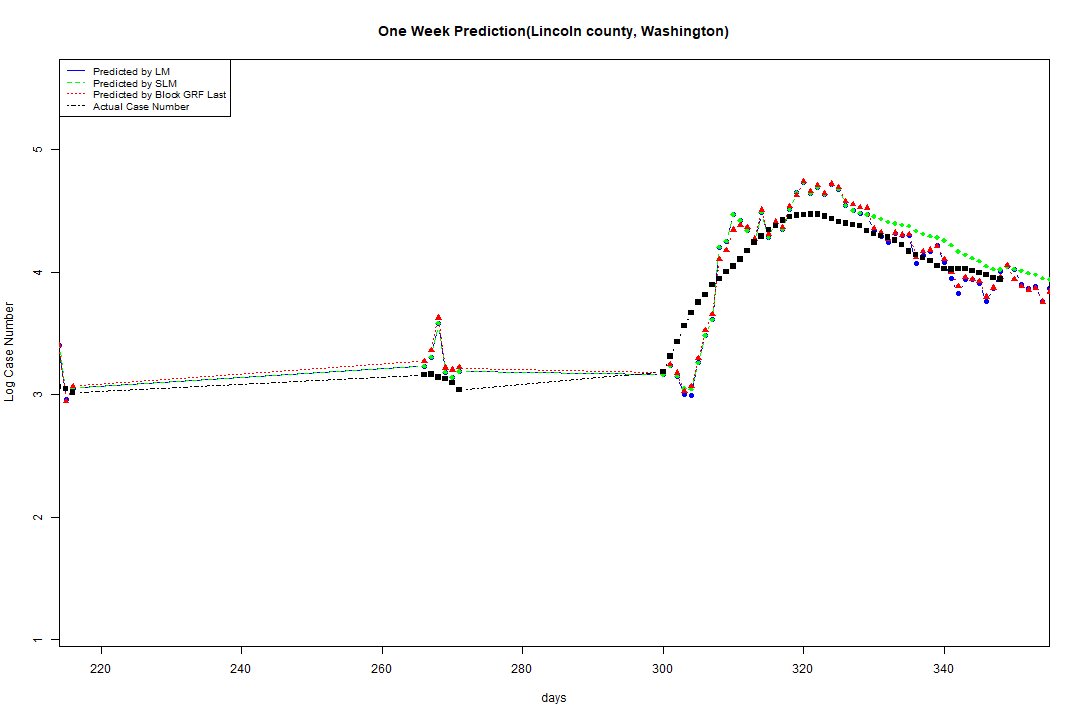 One Week Prediction(Lincoln county, Washington)
Predicted by LM
Predicted by SLM
Predicted by Block GRF Last
Actual Case Number
5
4
3
2
1
Log Case Number
220 240 260 280 300 320 340
days